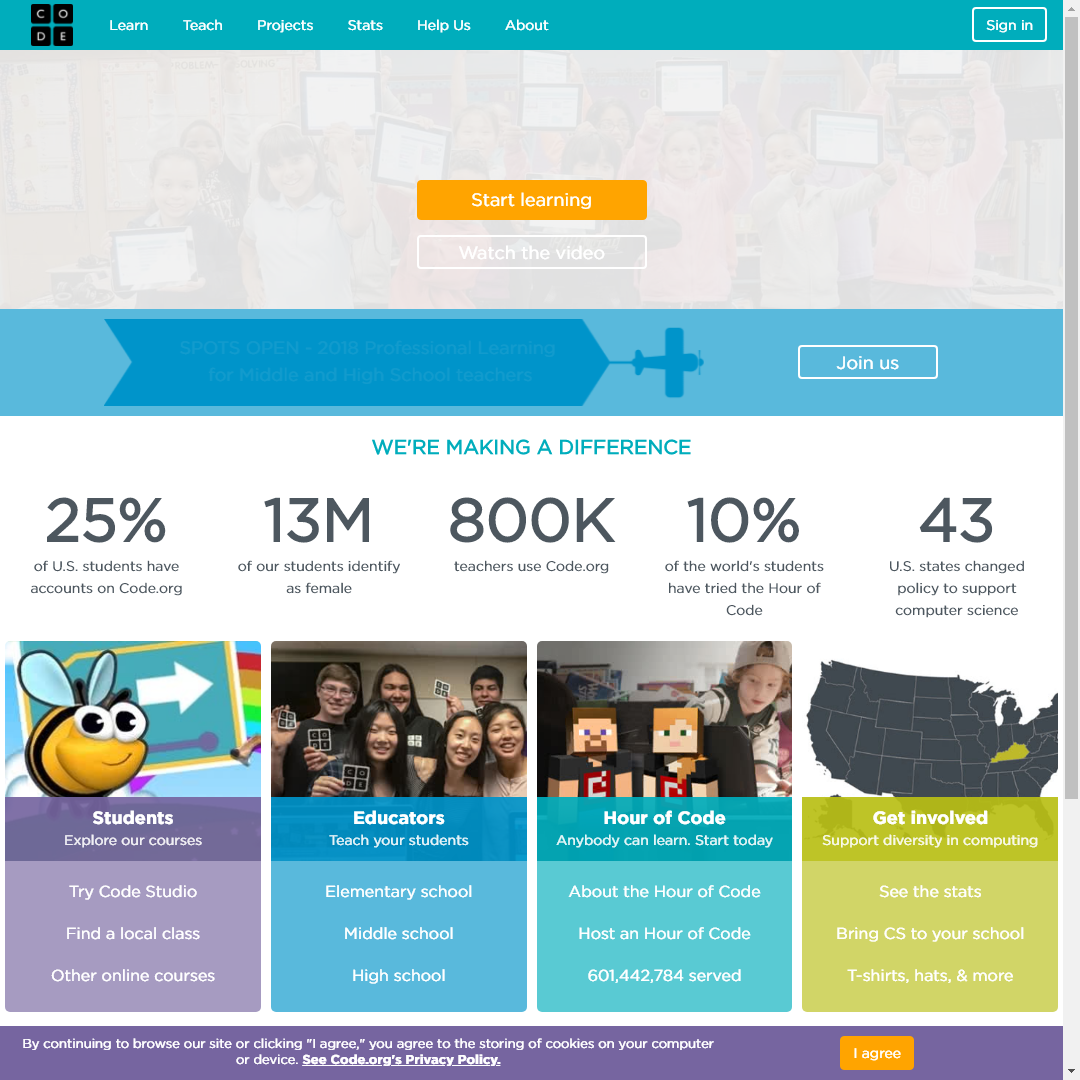 C O
D E
Learn Teach Projects Stats Help Us About Sign in
Start learning
Watch the video
SPOTS OPEN - 2018 Professional Learning
for Middle and High School teachers
Join us
WE'RE MAKING A DIFFERENCE
25%
of U.S. students have
accounts on Code.org
13M
of our students identify
as female
800K
teachers use Code.org
10%
of the world's students
have tried the Hour of
Code
43
U.S. states changed
policy to support
computer science
Students
Explore our courses
Try Code Studio
Find a local class
Other online courses
Educators
Teach your students
Elementary school
Middle school
High school
Hour of Code
Anybody can learn. Start today
About the Hour of Code
Host an Hour of Code
601,442,784 served
Get involved
Support diversity in computing
See the stats
Bring CS to your school
T-shirts, hats, & more
By continuing to browse our site or clicking "I agree," you agree to the storing of cookies on your computer
or device. See Code.org's Privacy Policy.
I agree